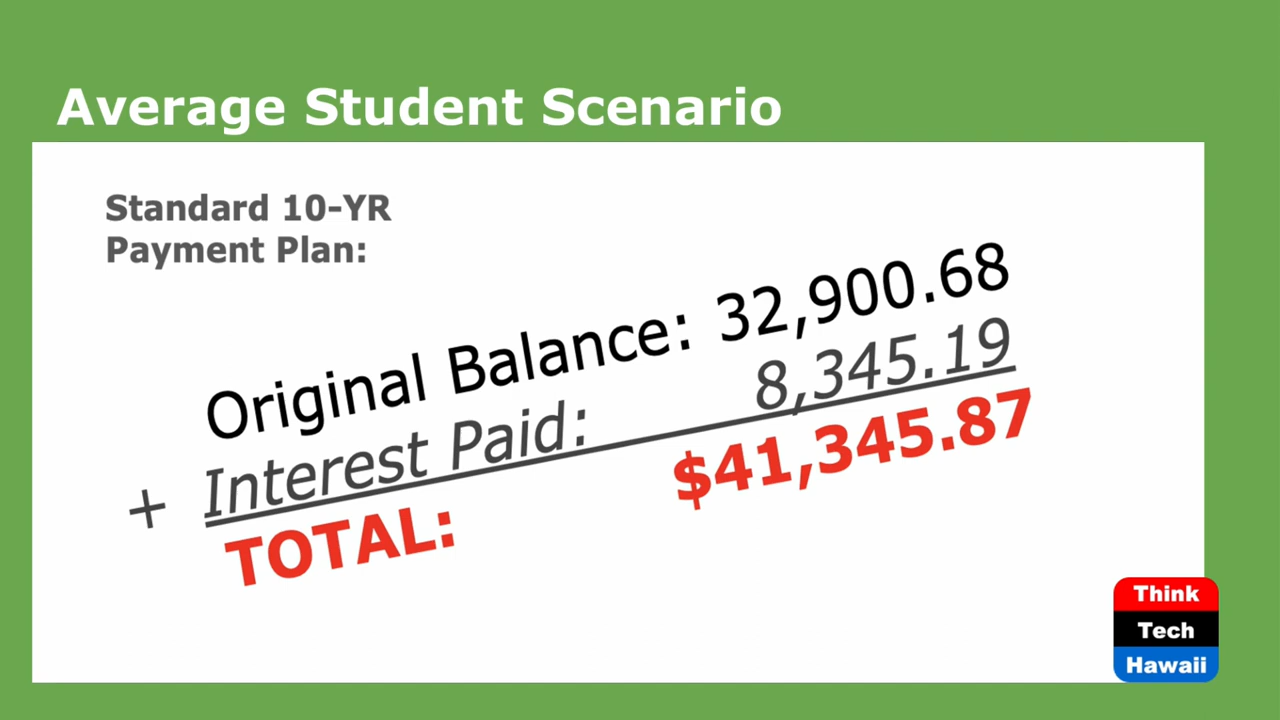 Average Student Scenario
Standard 10-YR
Payment Plan:
Original Balance: 32,900.68
+ Interest Paid: 8,345.19
TOTAL: $41,345.87
Think
Tech
Hawaii